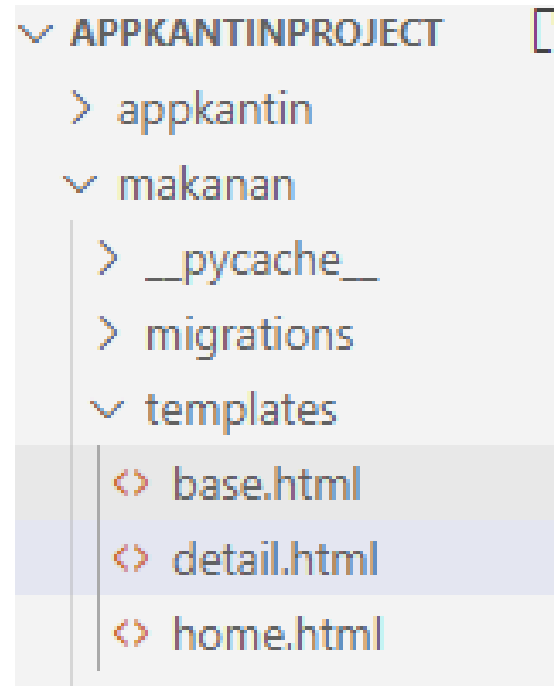 APPKANTINPROJECT
appkantin
makanan
__pycache__
migrations
templates
base.html
detail.html
home.html